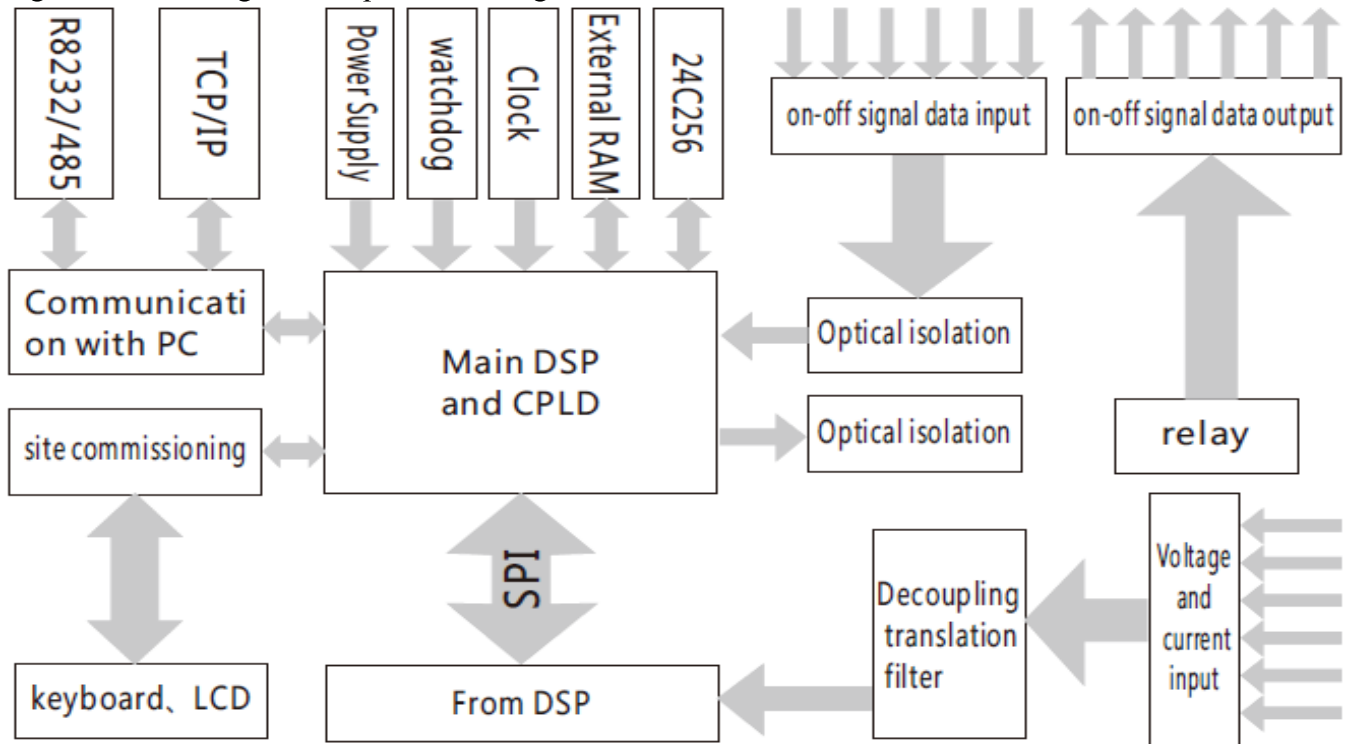 R8232/485
TCP/IP
Power Supply
watchdog
Clock
External RAM
24C256
on-off signal data input
on-off signal data output
Communicati
on with PC
Main DSP
and CPLD
Optical isolation
site commissioning
Optical isolation
relay
SPI
Decoupling
translation
filter
Voltage
and
current
input
keyboard、LCD
From DSP